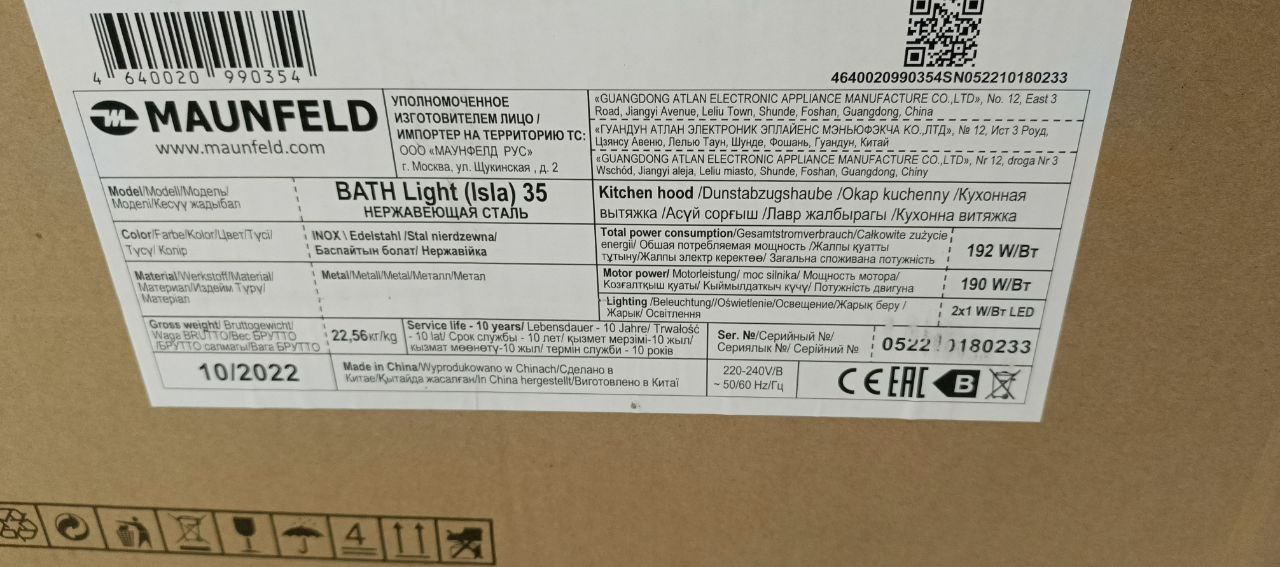 4 640020 990354
4640020990354SN052210180233
MAUNFELD
www.maunfeld.com
УПОЛНОМОЧЕННОЕ
ИЗГОТОВИТЕЛЕМ ЛИЦО /
ИМПОРТЕР НА ТЕРРИТОРИЮ ТС:
ООО «МАУНФЕЛД РУС»
г. Москва, ул. Щукинская , д. 2
«GUANGDONG ATLAN ELECTRONIC APPLIANCE MANUFACTURE CO.,LTD», No. 12, East 3
Road, Jiangyi Avenue, Leliu Town, Shunde, Foshan, Guangdong, China
«ГУАНДУН АТЛАН ЭЛЕКТРОНИК ЭПЛАЙЕНС МЭНЬЮФЭКЧА КО.,ЛТД», № 12, Ист 3 Роуд,
Цзянсу Авеню, Лелью Таун, Шунде, Фошань, Гуандун, Китай
«GUANGDONG ATLAN ELECTRONIC APPLIANCE MANUFACTURE CO.,LTD», Nr 12, droga Nr 3
Wschód, Jiangyi aleja, Leliu miasto, Shunde, Foshan, Guangdong, Chiny
Model/Modell/Модель/
Моделі/Кесүү жадыбал
BATH Light (Isla) 35
НЕРЖАВЕЮЩАЯ СТАЛЬ
Kitchen hood /Dunstabzugshaube /Okap kuchenny /Кухонная
вытяжка /Асүй сорғыш /Лавр жалбырагы /Кухонна витяжка
Color/Farbe/Kolor/Цвет/Түсі/
Түсу/ Колір
INOX \ Edelstahl /Stal nierdzewna/
Баспайтын болат/ Нержавійка
Total power consumption/Gesamtstromverbrauch/Całkowite zużycie
energii/ Обшая потребляемая мощность /Жалпы қуатты
тұтыну/Жалпы электр керектөө/ Загальна споживана потужність
192 W/Вт
Material/Werkstoff/Material/
Материал/Издейм Түрү/
Матеріал
Metal/Metall/Metal/Металл/Метал
Motor power/ Motorleistung/ moc silnika/ Мощность мотора/
Козғалтқыш қуаты/ Кыймылдаткыч күчү/ Потужність двигуна
190 W/Вт
Lighting /Beleuchtung//Oświetlenie/Освещение/Жарық беру /
Жарык/ Освітлення
2x1 W/Вт LED
Gross weight/ Bruttogewicht/
Waga BRUTTO/Вес БРУТТО
/БРУТТО салмағы/Вага БРУТТО
22,56кг/kg
Service life - 10 years/ Lebensdauer - 10 Jahre/ Trwałość
- 10 lat/ Срок службы - 10 лет/ қызмет мерзімі-10 жыл/
кызмат мөөнөтү-10 жыл/ термін служби - 10 років
Ser. №/Серийный №/
Сериялык №/ Серійний №
0522 0180233
10/2022
Made in China/Wyprodukowano w Chinach/Сделано в
Китае/Қытайда жасалған/In China hergestellt/Виготовлено в Китаї
220-240V/В
~ 50/60 Hz/Гц
CE EAC B
4